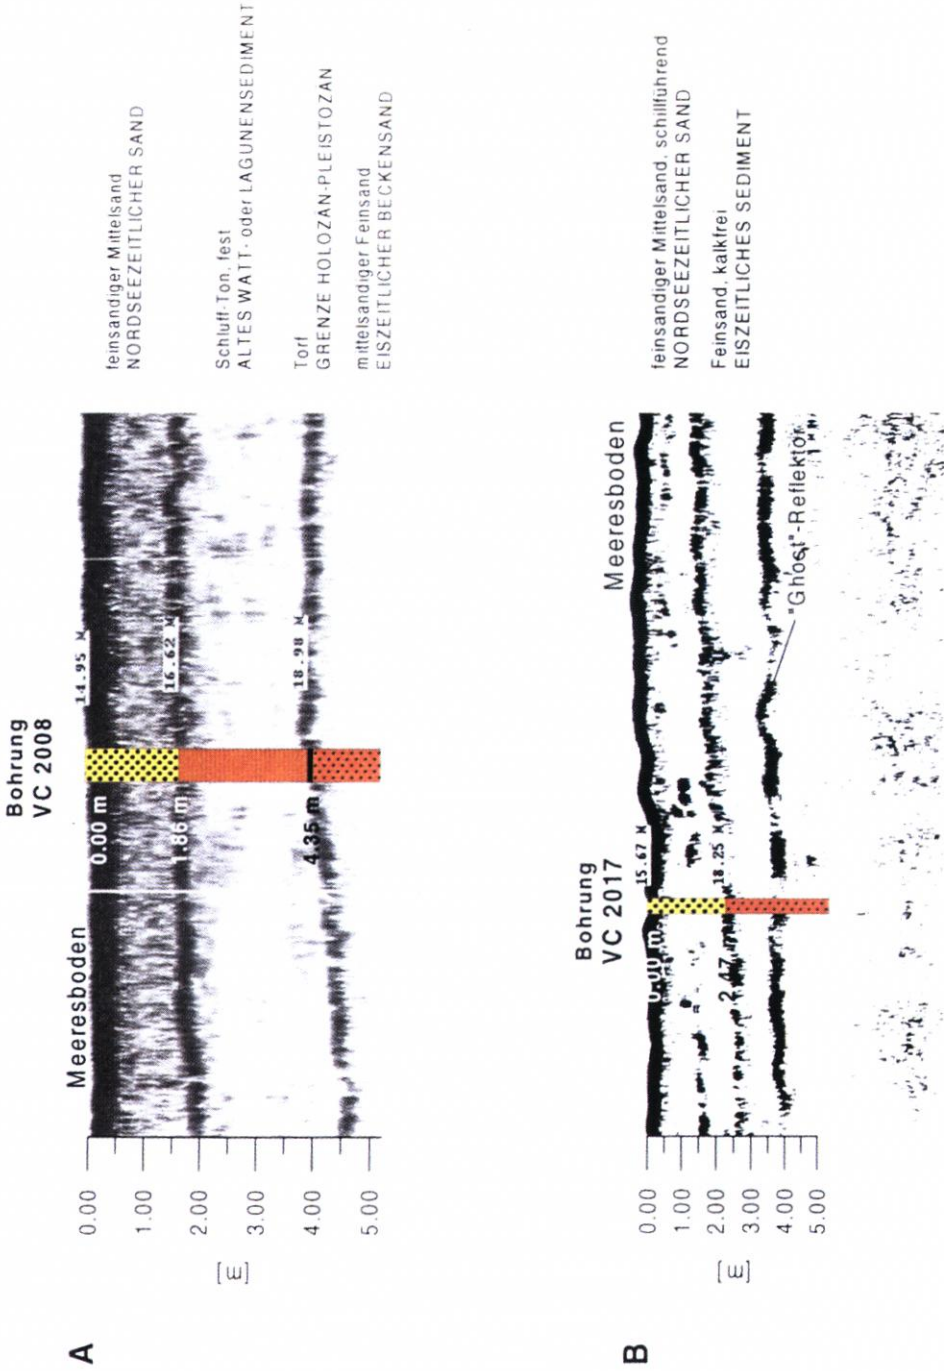 A
Bohrung
VC 2008
Meeresboden
0.00 m
14.95 M
1.86 m
16.62 M
4.35 m
18.98 M
0.00
1.00
2.00
3.00
4.00
5.00
[m]
feinsandiger Mittelsand
NORDSEEZEITLICHER SAND
Schluff-Ton, fest
ALTES WATT- oder LAGUNENSEDIMENT
Torf
GRENZE HOLOZAN-PLEISTOZAN
mittelsandiger Feinsand
EISZEITLICHER BECKENSAND
B
Bohrung
VC 2017
Meeresboden
0.00 m
15.67 M
2.47 m
18.25 M
"Ghost"-Reflektor
0.00
1.00
2.00
3.00
4.00
5.00
[m]
feinsandiger Mittelsand, schillführend
NORDSEEZEITLICHER SAND
Feinsand, kalkfrei
EISZEITLICHES SEDIMENT